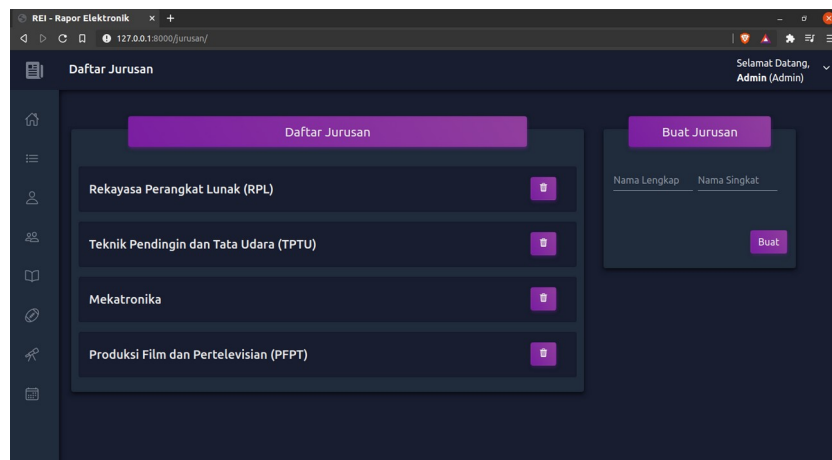 REI - Rapor Elektronik
127.0.0.1:8000/jurusan/
Daftar Jurusan
Selamat Datang,
Admin (Admin)
Daftar Jurusan
Rekayasa Perangkat Lunak (RPL)
Teknik Pendingin dan Tata Udara (TPTU)
Mekatronika
Produksi Film dan Pertelevisian (PFPT)
Buat Jurusan
Nama Lengkap Nama Singkat
Buat